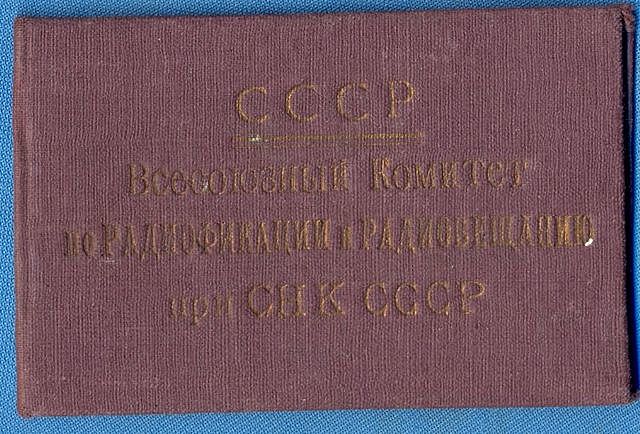 СССР
Всесоюзный Комитет
по РАДИОФИКАЦИИ и РАДИОВЕЩАНИЮ
при СНК СССР